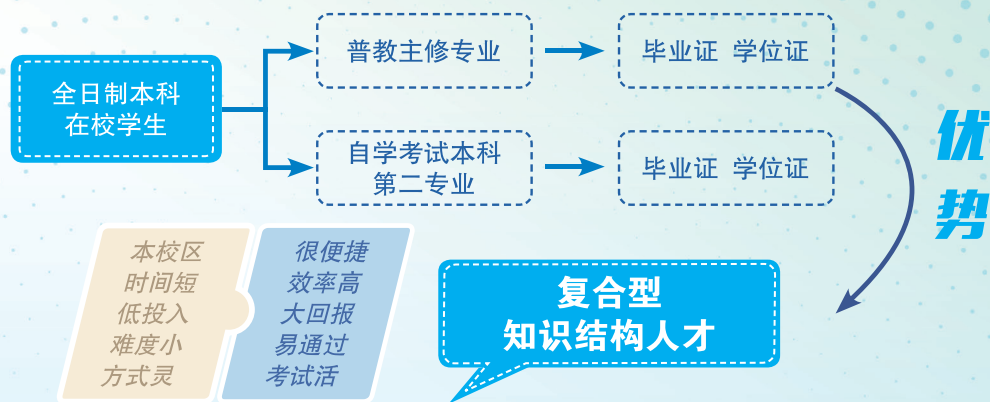 全日制本科
在校学生
普教主修专业
毕业证 学位证
自学考试本科
第二专业
毕业证 学位证
优
势
本校区
时间短
低投入
难度小
方式灵
很便捷
效率高
大回报
易通过
考试活
复合型
知识结构人才